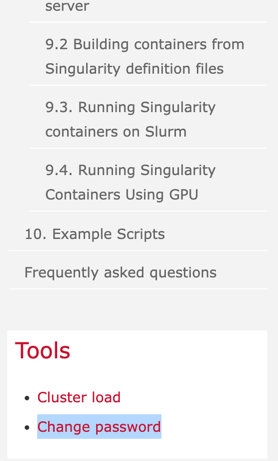 server
9.2 Building containers from
Singularity definition files
9.3. Running Singularity
containers on Slurm
9.4. Running Singularity
Containers Using GPU
10. Example Scripts
Frequently asked questions
Tools
Cluster load
Change password